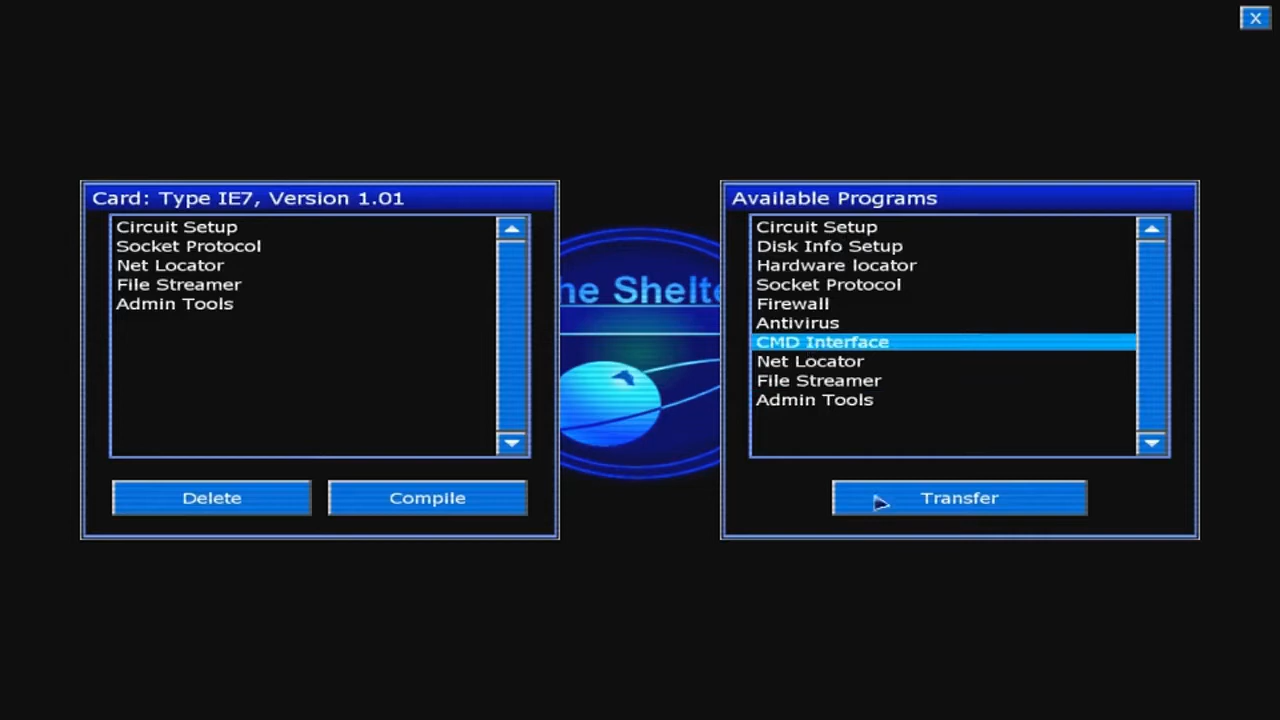 X
Card: Type IE7, Version 1.01
Circuit Setup
Socket Protocol
Net Locator
File Streamer
Admin Tools
Delete
Compile
he Shelte
Available Programs
Circuit Setup
Disk Info Setup
Hardware locator
Socket Protocol
Firewall
Antivirus
CMD Interface
Net Locator
File Streamer
Admin Tools
Transfer